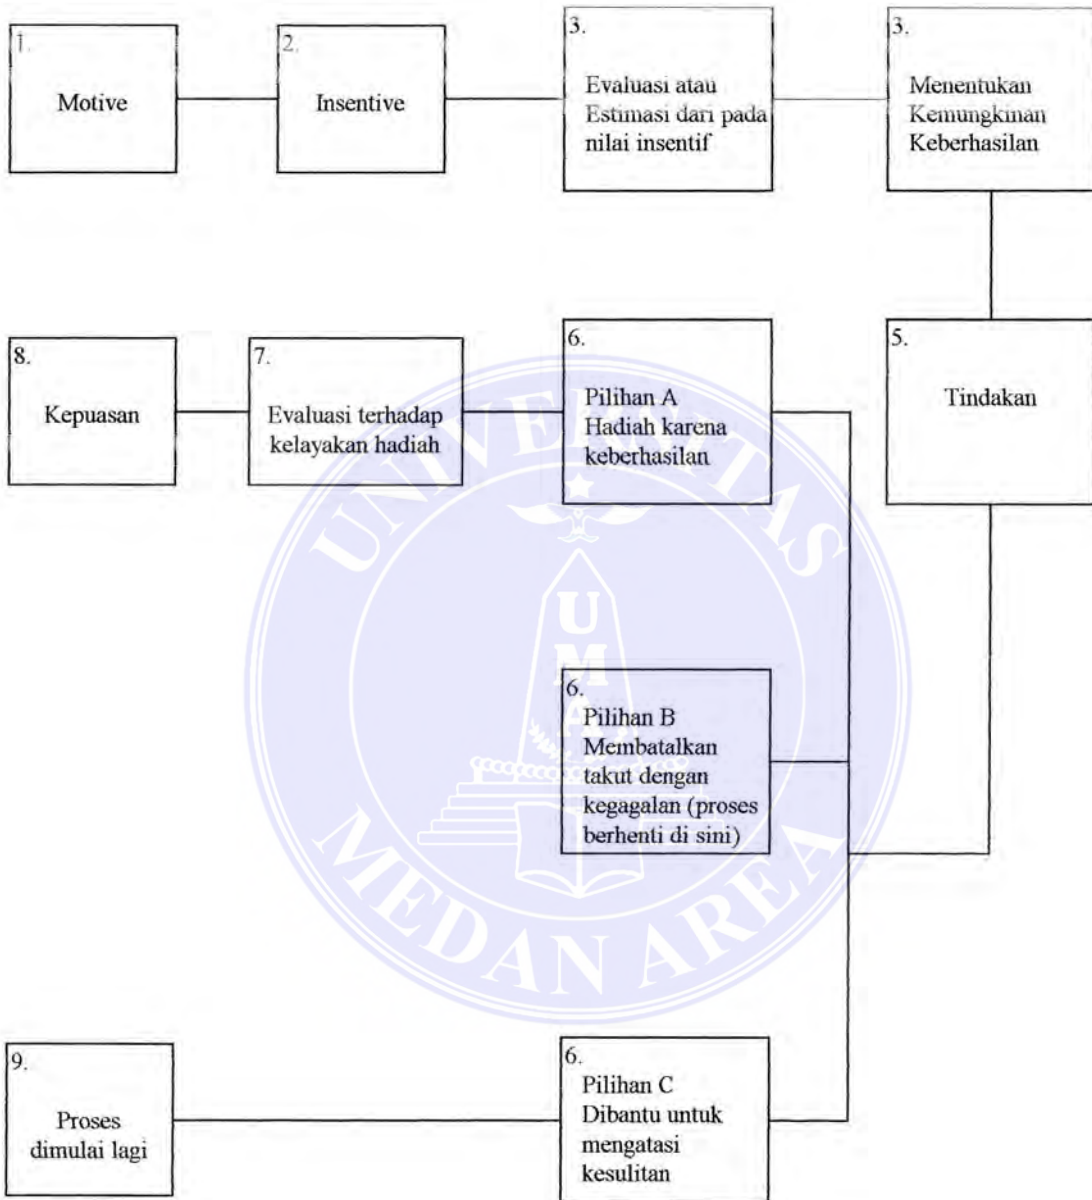 1.
Motive
2.
Insentive
3.
Evaluasi atau
Estimasi dari pada
nilai insentif
3.
Menentukan
Kemungkinan
Keberhasilan
8.
Kepuasan
7.
Evaluasi terhadap
kelayakan hadiah
6.
Pilihan A
Hadiah karena
keberhasilan
5.
Tindakan
UNIVERSITAS
UMA
6.
Pilihan B
Membatalkan
takut dengan
kegagalan (proses
berhenti di sini)
MEDAN AREA
9.
Proses
dimulai lagi
6.
Pilihan C
Dibantu untuk
mengatasi
kesulitan